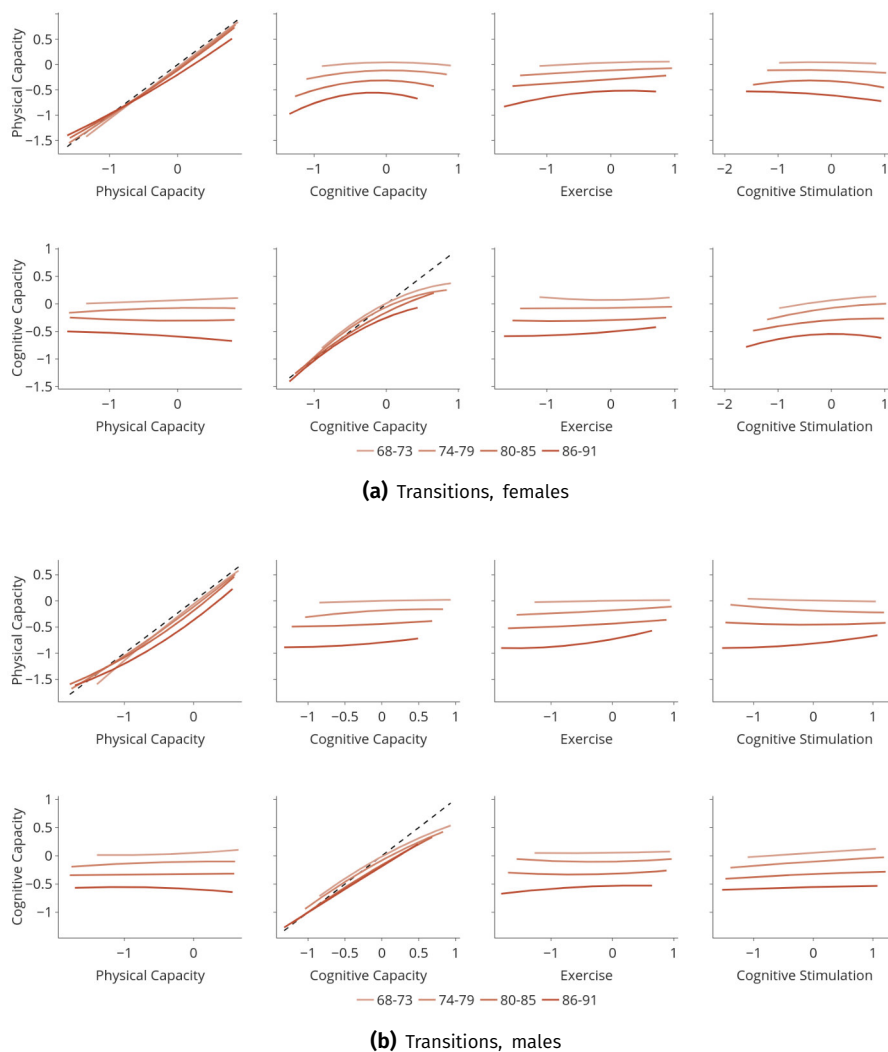 Physical Capacity
0.5
0
−0.5
−1
−1.5
−1 0
−1 0 1
−1 0 1
−2 −1 0 1
Physical Capacity Cognitive Capacity Exercise Cognitive Stimulation
Cognitive Capacity
1
0.5
0
−0.5
−1
−1.5
−1 0
−1 0 1
−1 0 1
−2 −1 0 1
Physical Capacity Cognitive Capacity Exercise Cognitive Stimulation
68-73 74-79 80-85 86-91
(a) Transitions, females
Physical Capacity
0.5
0
−0.5
−1
−1.5
−1 0
−1 −0.5 0 0.5 1
−1 0 1
−1 0 1
Physical Capacity Cognitive Capacity Exercise Cognitive Stimulation
Cognitive Capacity
1
0.5
0
−0.5
−1
−1 0
−1 −0.5 0 0.5 1
−1 0 1
−1 0 1
Physical Capacity Cognitive Capacity Exercise Cognitive Stimulation
68-73 74-79 80-85 86-91
(b) Transitions, males